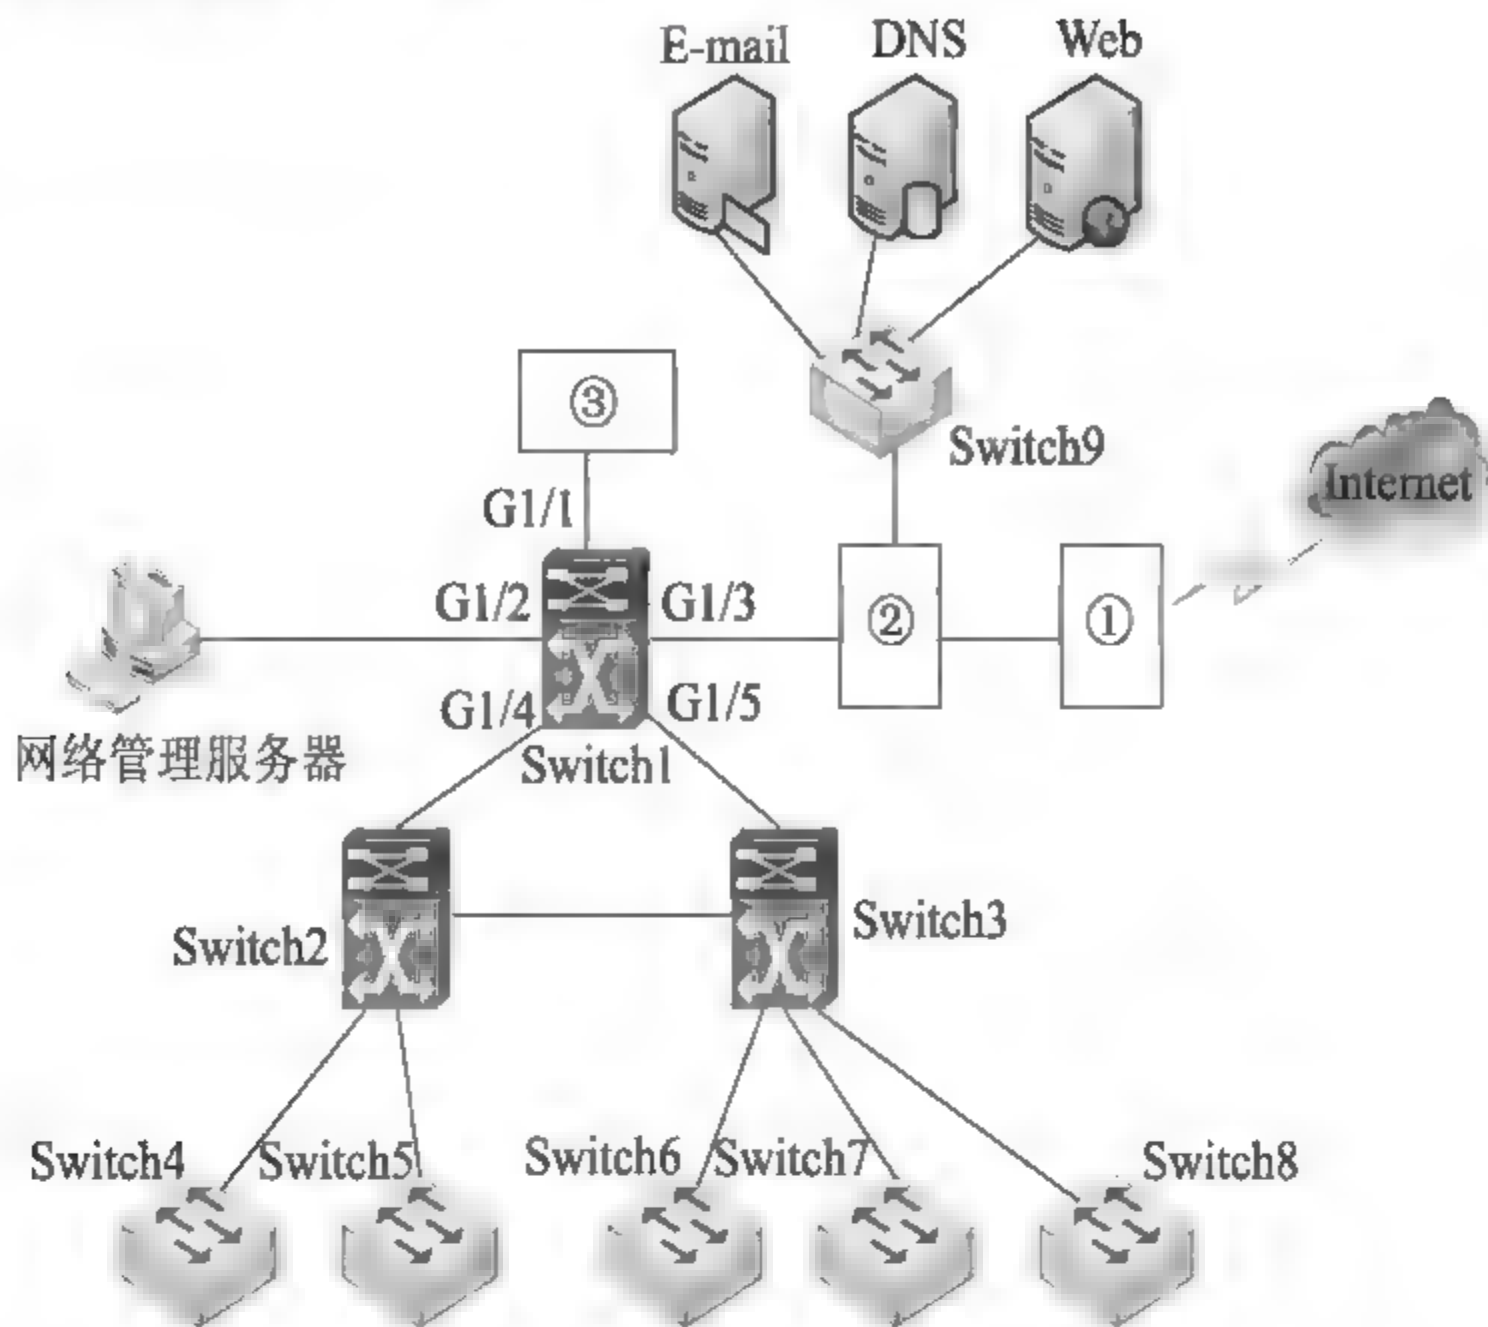 E-mail
DNS
Web
③
Switch9
Internet
G1/1
G1/2
G1/3
②
①
G1/4
G1/5
网络管理服务器
Switch1
Switch2
Switch3
Switch4
Switch5
Switch6
Switch7
Switch8